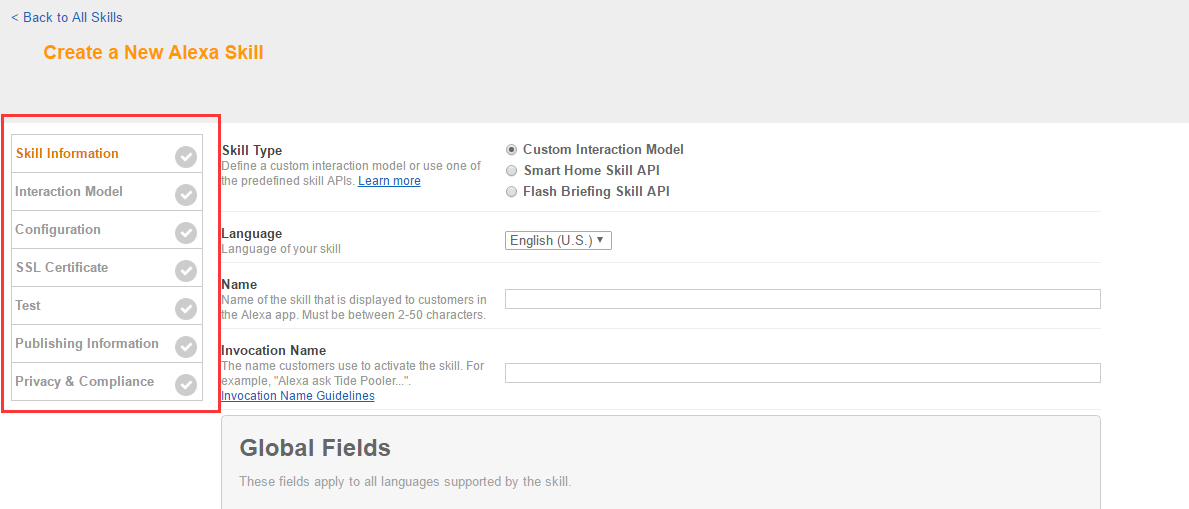 < Back to All Skills
Create a New Alexa Skill
Skill Information
Interaction Model
Configuration
SSL Certificate
Test
Publishing Information
Privacy & Compliance
Skill Type
Define a custom interaction model or use one of
the predefined skill APIs. Learn more
Custom Interaction Model
Smart Home Skill API
Flash Briefing Skill API
Language
Language of your skill
English (U.S.)
Name
Name of the skill that is displayed to customers in
the Alexa app. Must be between 2-50 characters.
Invocation Name
The name customers use to activate the skill. For
example, "Alexa ask Tide Pooler...".
Invocation Name Guidelines
Global Fields
These fields apply to all languages supported by the skill.